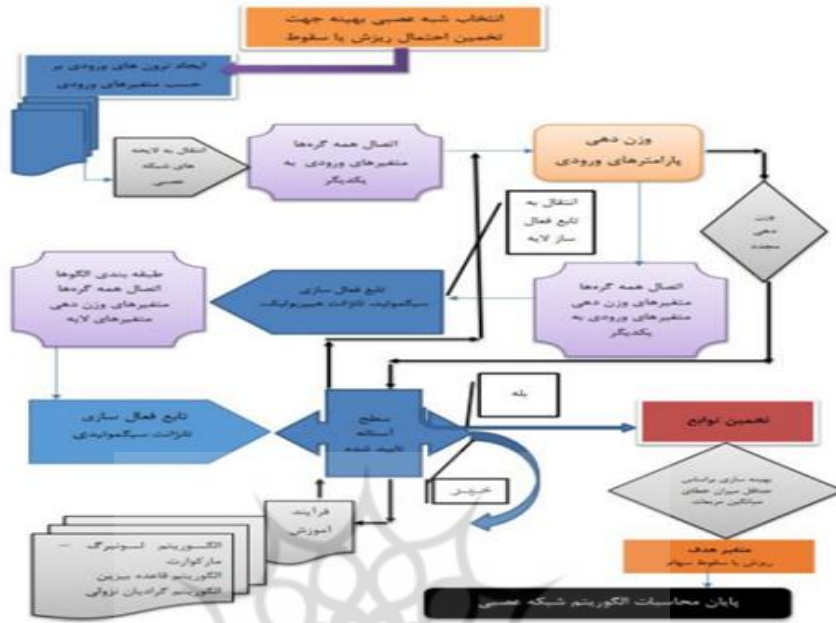 انتخاب شبه عصبی بهینه جهت
تخمین احتمال ریزش یا سقوط
ایجاد نرون های ورودی بر
حسب متغیرهای ورودی
انتقال به لایحه
های شبکه
عصبی
اتصال همه گره‌ها
متغیرهای ورودی به
یکدیگر
وزن دهی
پارامترهای ورودی
وزن
دهی
مجدد
انتقال به
تابع فعال
ساز لایه
طبقه بندی الگوها
اتصال همه گره‌ها
متغیرهای وزن دهی
متغیرهای لایه
تابع فعال سازی
سیگموئید، تانژانت هیپربولیک،
اتصال همه گره‌ها
متغیرهای وزن دهی
متغیرهای ورودی به
یکدیگر
بله
تابع فعال سازی
تانژانت سیگموئیدی
سطح
آستانه
تایید شده
تخمین توابع
خیر
بهینه سازی براساس
حداقل میزان خطای
میانگین مربعات
فرآیند
آموزش
الگوریتم لسونبرگ –
مارکوارت
الگوریتم قاعده بیزین
الگوریتم گرادیان نزولی
متغیر هدف
ریزش یا سقوط سهام
پایان محاسبات الگوریتم شبکه عصبی